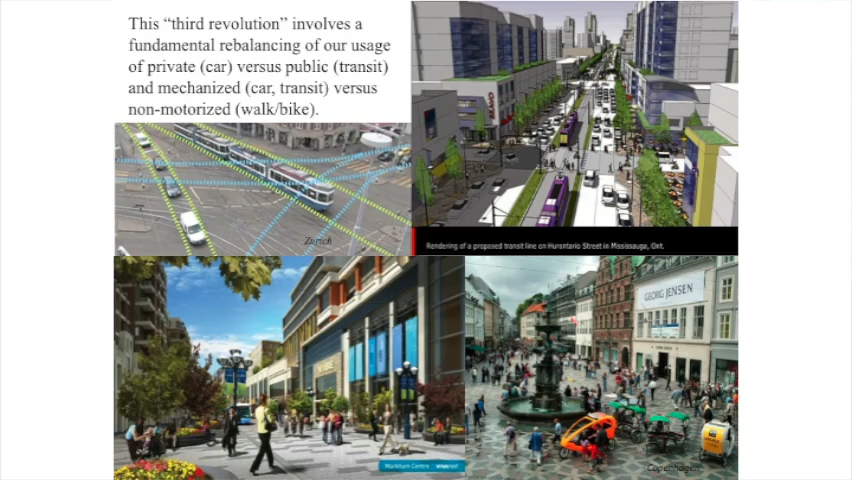 This “third revolution” involves a
fundamental rebalancing of our usage
of private (car) versus public (transit)
and mechanized (car, transit) versus
non-motorized (walk/bike).
Zurich
Rendering of a proposed transit line on Hurontario Street in Mississauga, Ont.
Markham Centre
GEORG JENSEN
Copenhagen